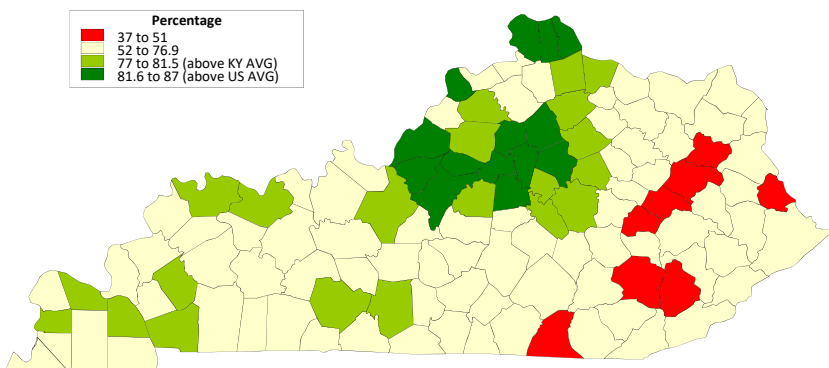 Percentage
37 to 51
52 to 76.9
77 to 81.5 (above KY AVG)
81.6 to 87 (above US AVG)